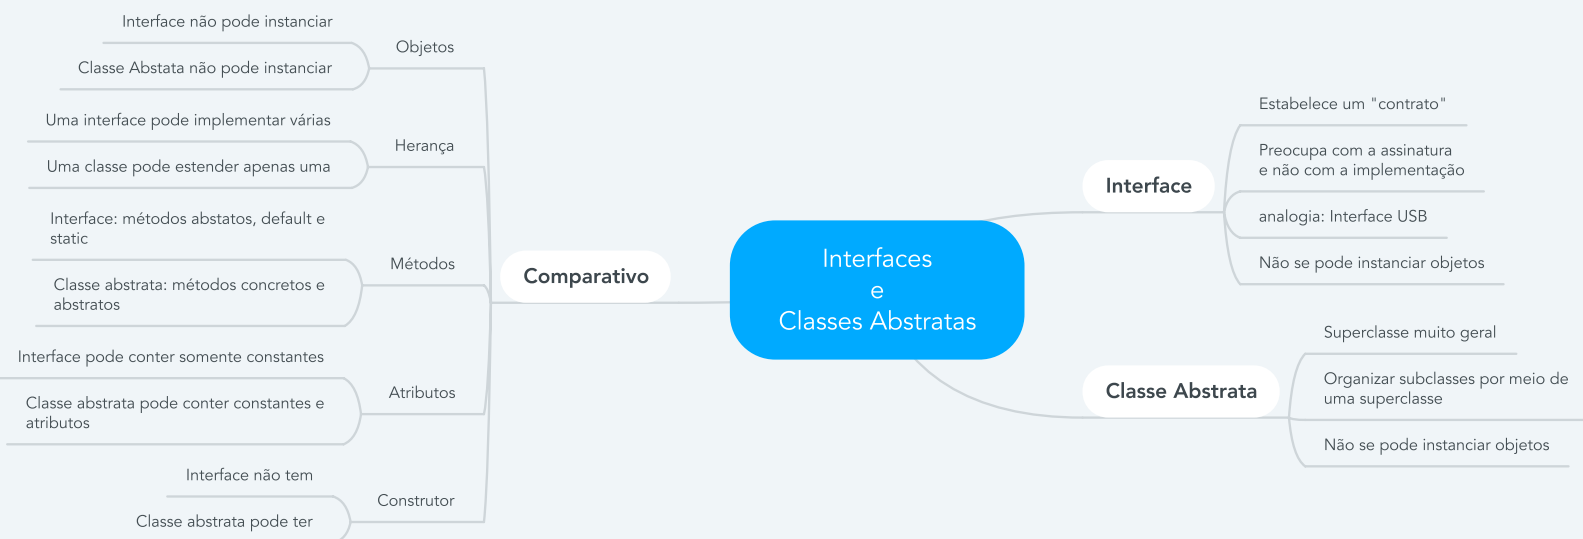 Interfaces
e
Classes Abstratas
Interface
Estabelece um "contrato"
Preocupa com a assinatura
e não com a implementação
analogia: Interface USB
Não se pode instanciar objetos
Classe Abstrata
Superclasse muito geral
Organizar subclasses por meio de
uma superclasse
Não se pode instanciar objetos
Comparativo
Objetos
Interface não pode instanciar
Classe Abstata não pode instanciar
Herança
Uma interface pode implementar várias
Uma classe pode estender apenas uma
Métodos
Interface: métodos abstatos, default e
static
Classe abstrata: métodos concretos e
abstratos
Atributos
Interface pode conter somente constantes
Classe abstrata pode conter constantes e
atributos
Construtor
Interface não tem
Classe abstrata pode ter